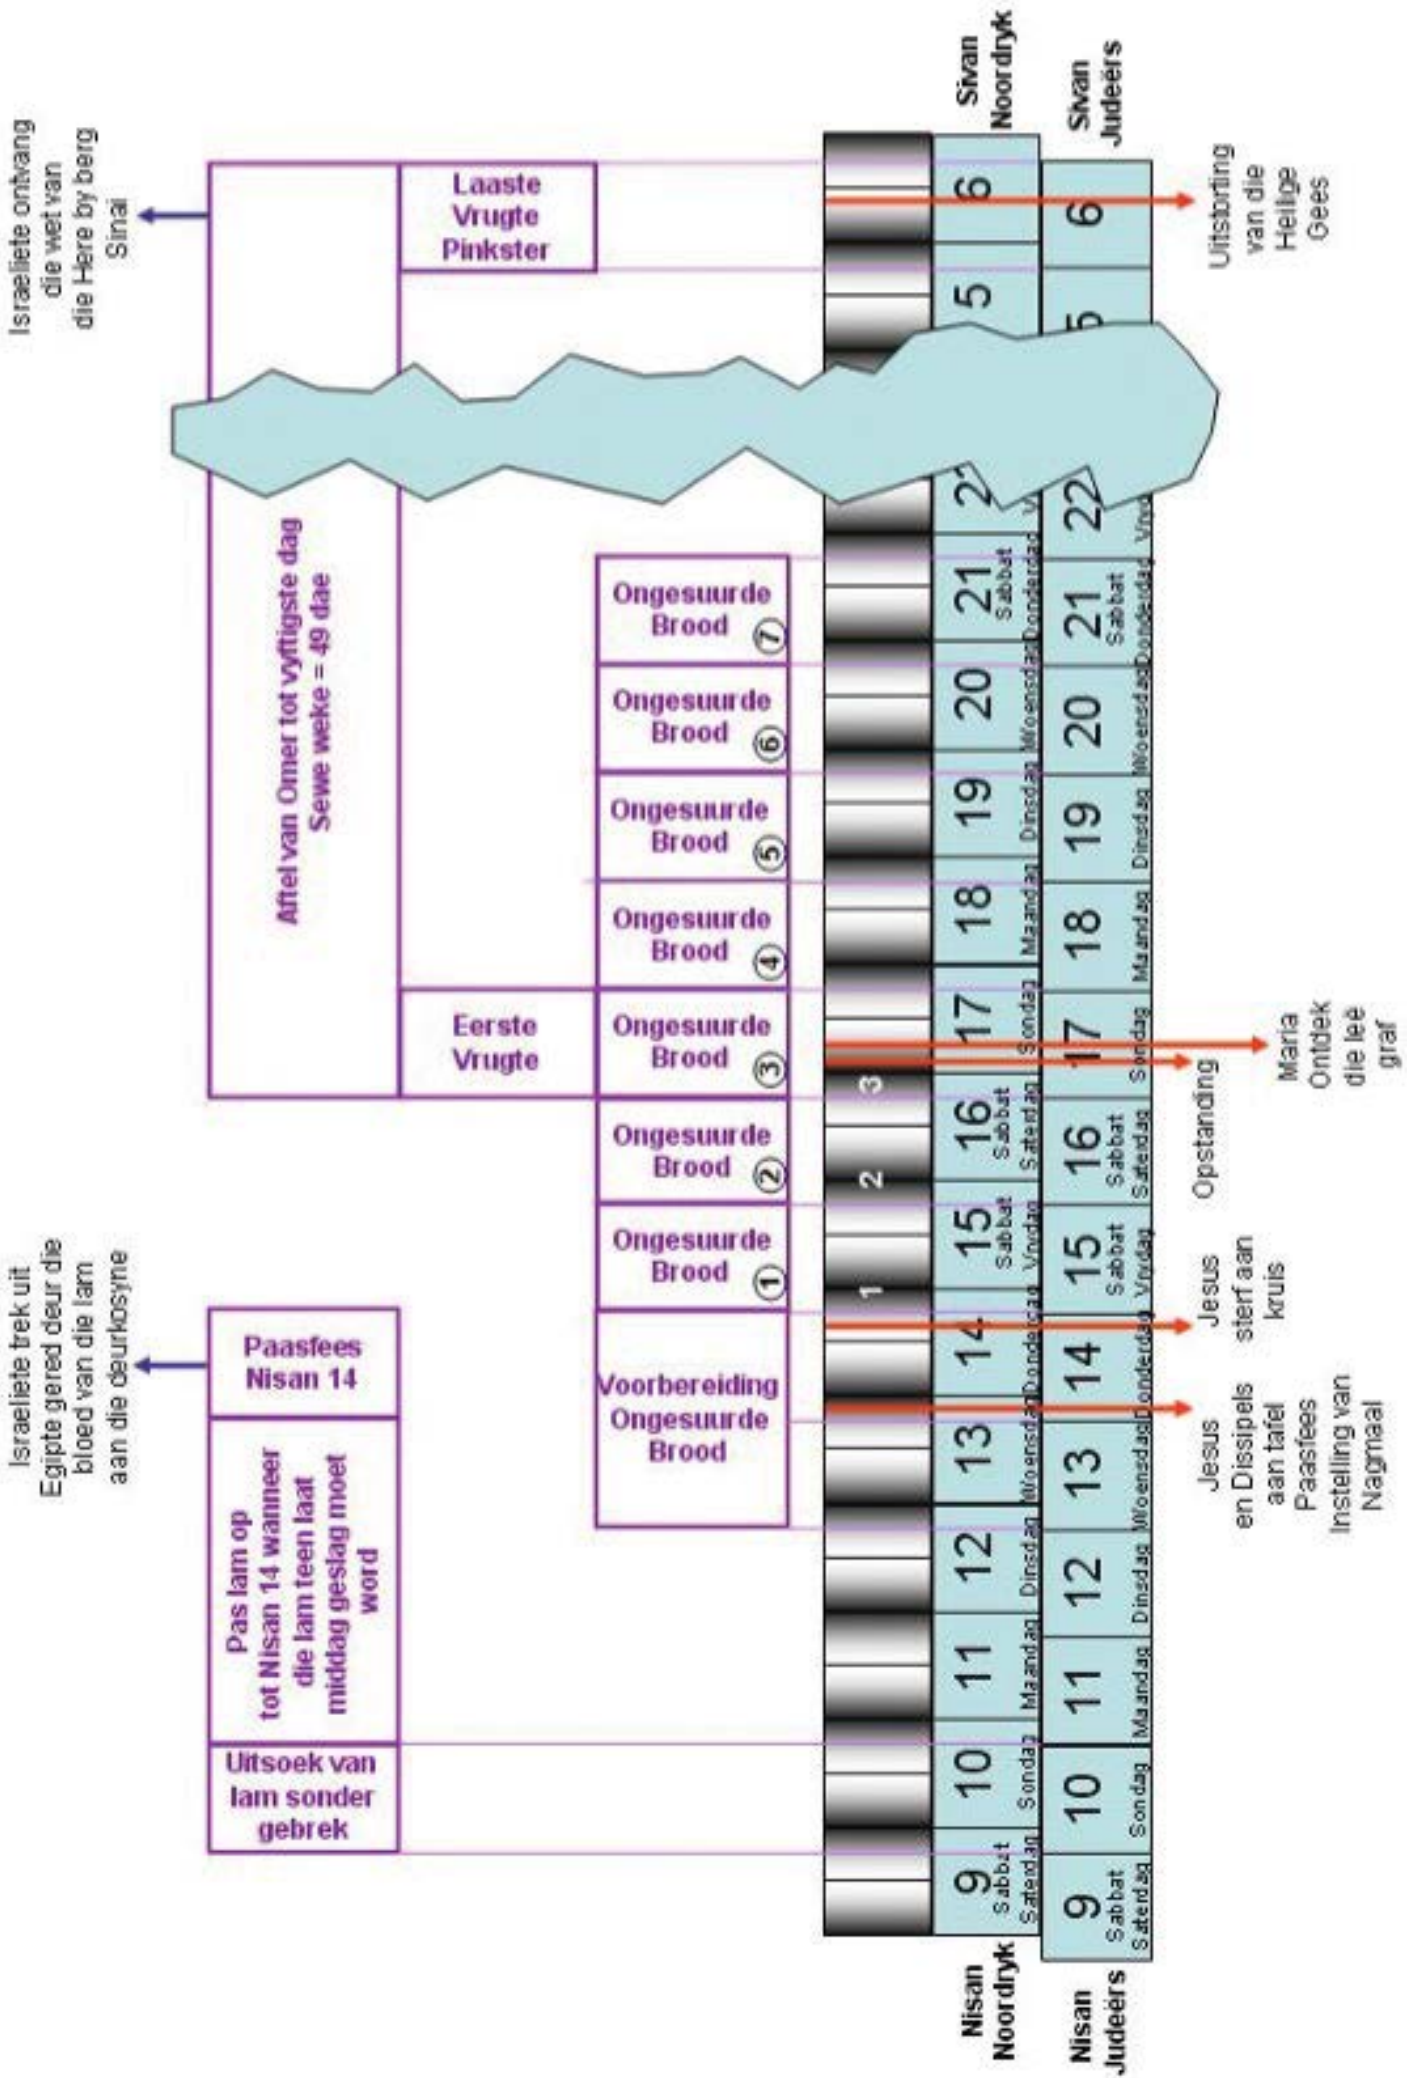 Israeliete trek uit
Egipte gered deur die
bloed van die lam
aan die deurkosyne
Israeliete ontvang
die wet van
die Here by berg
Sinai
Uitsoek van
lam sonder
gebrek
Pas lam op
tot Nisan 14 wanneer
die lam teen laat
middag geslag moet
word
Paasfees
Nisan 14
Aftel van Omer tot vyftigste dag
Sewe weke = 49 dae
Eerste
Vrugte
Laaste
Vrugte
Pinkster
Voorbereiding
Ongesuurde
Brood
Ongesuurde
Brood
1
Ongesuurde
Brood
2
Ongesuurde
Brood
3
Ongesuurde
Brood
4
Ongesuurde
Brood
5
Ongesuurde
Brood
6
Ongesuurde
Brood
7
1 2 3
Nisan
Noordryk
9 10 11 12 13 14 15 16 17 18 19 20 21 2 5 6
Sabbat Sabbat Sabbat Sabbat
Saterdag Sondag Maandag Dinsdag Woensdag Donderdag Vrydag Saterdag Sondag Maandag Dinsdag Woensdag Donderdag V
Sivan
Noordryk
Nisan
Judeërs
9 10 11 12 13 14 15 16 17 18 19 20 21 22 5 6
Sabbat Sabbat Sabbat Sabbat
Saterdag Sondag Maandag Dinsdag Woensdag Donderdag Vrydag Saterdag Sondag Maandag Dinsdag Woensdag Donderdag Vryd
Sivan
Judeërs
Jesus
en Dissipels
aan tafel
Paasfees
Instelling van
Nagmaal
Jesus
sterf aan
kruis
Opstanding
Maria
Ontdek
die leë
graf
Uitstorting
van die
Heilige
Gees